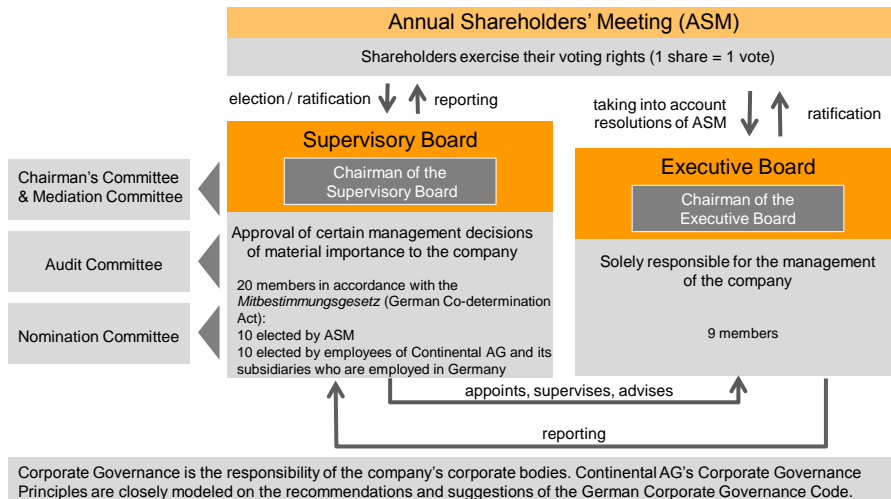 Annual Shareholders' Meeting (ASM)
Shareholders exercise their voting rights (1 share = 1 vote)
election / ratification
reporting
taking into account
resolutions of ASM
ratification
Supervisory Board
Chairman of the
Supervisory Board
Executive Board
Chairman of the
Executive Board
Chairman's Committee
& Mediation Committee
Audit Committee
Nomination Committee
Approval of certain management decisions
of material importance to the company
20 members in accordance with the
Mitbestimmungsgesetz (German Co-determination
Act):
10 elected by ASM
10 elected by employees of Continental AG and its
subsidiaries who are employed in Germany
Solely responsible for the management
of the company
9 members
appoints, supervises, advises
reporting
Corporate Governance is the responsibility of the company's corporate bodies. Continental AG's Corporate Governance
Principles are closely modeled on the recommendations and suggestions of the German Corporate Governance Code.